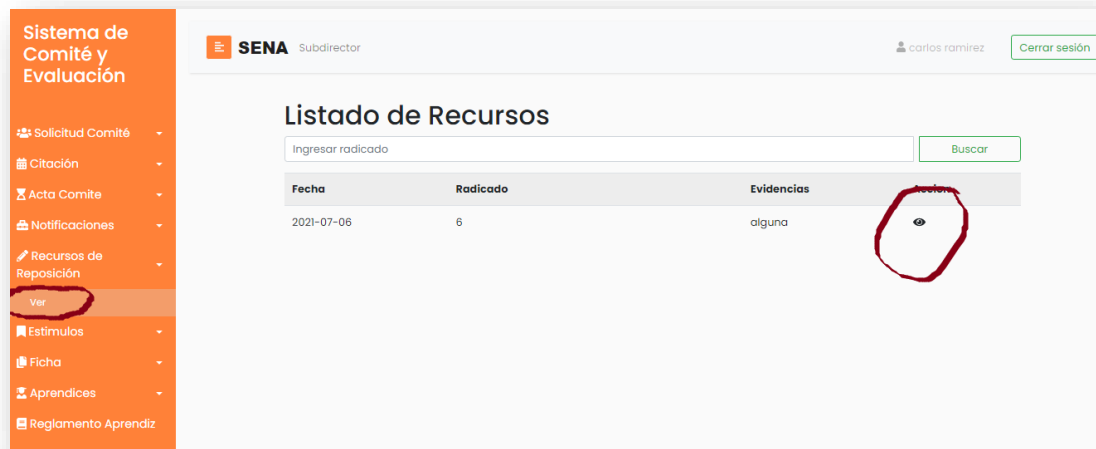 Sistema de
Comité y
Evaluación
SENA Subdirector
carlos ramirez
Cerrar sesión
Solicitud Comité
Citación
Acta Comite
Notificaciones
Recursos de
Reposición
Ver
Estimulos
Ficha
Aprendices
Reglamento Aprendiz
Listado de Recursos
Ingresar radicado
Buscar
Fecha Radicado Evidencias
2021-07-06 6 alguna